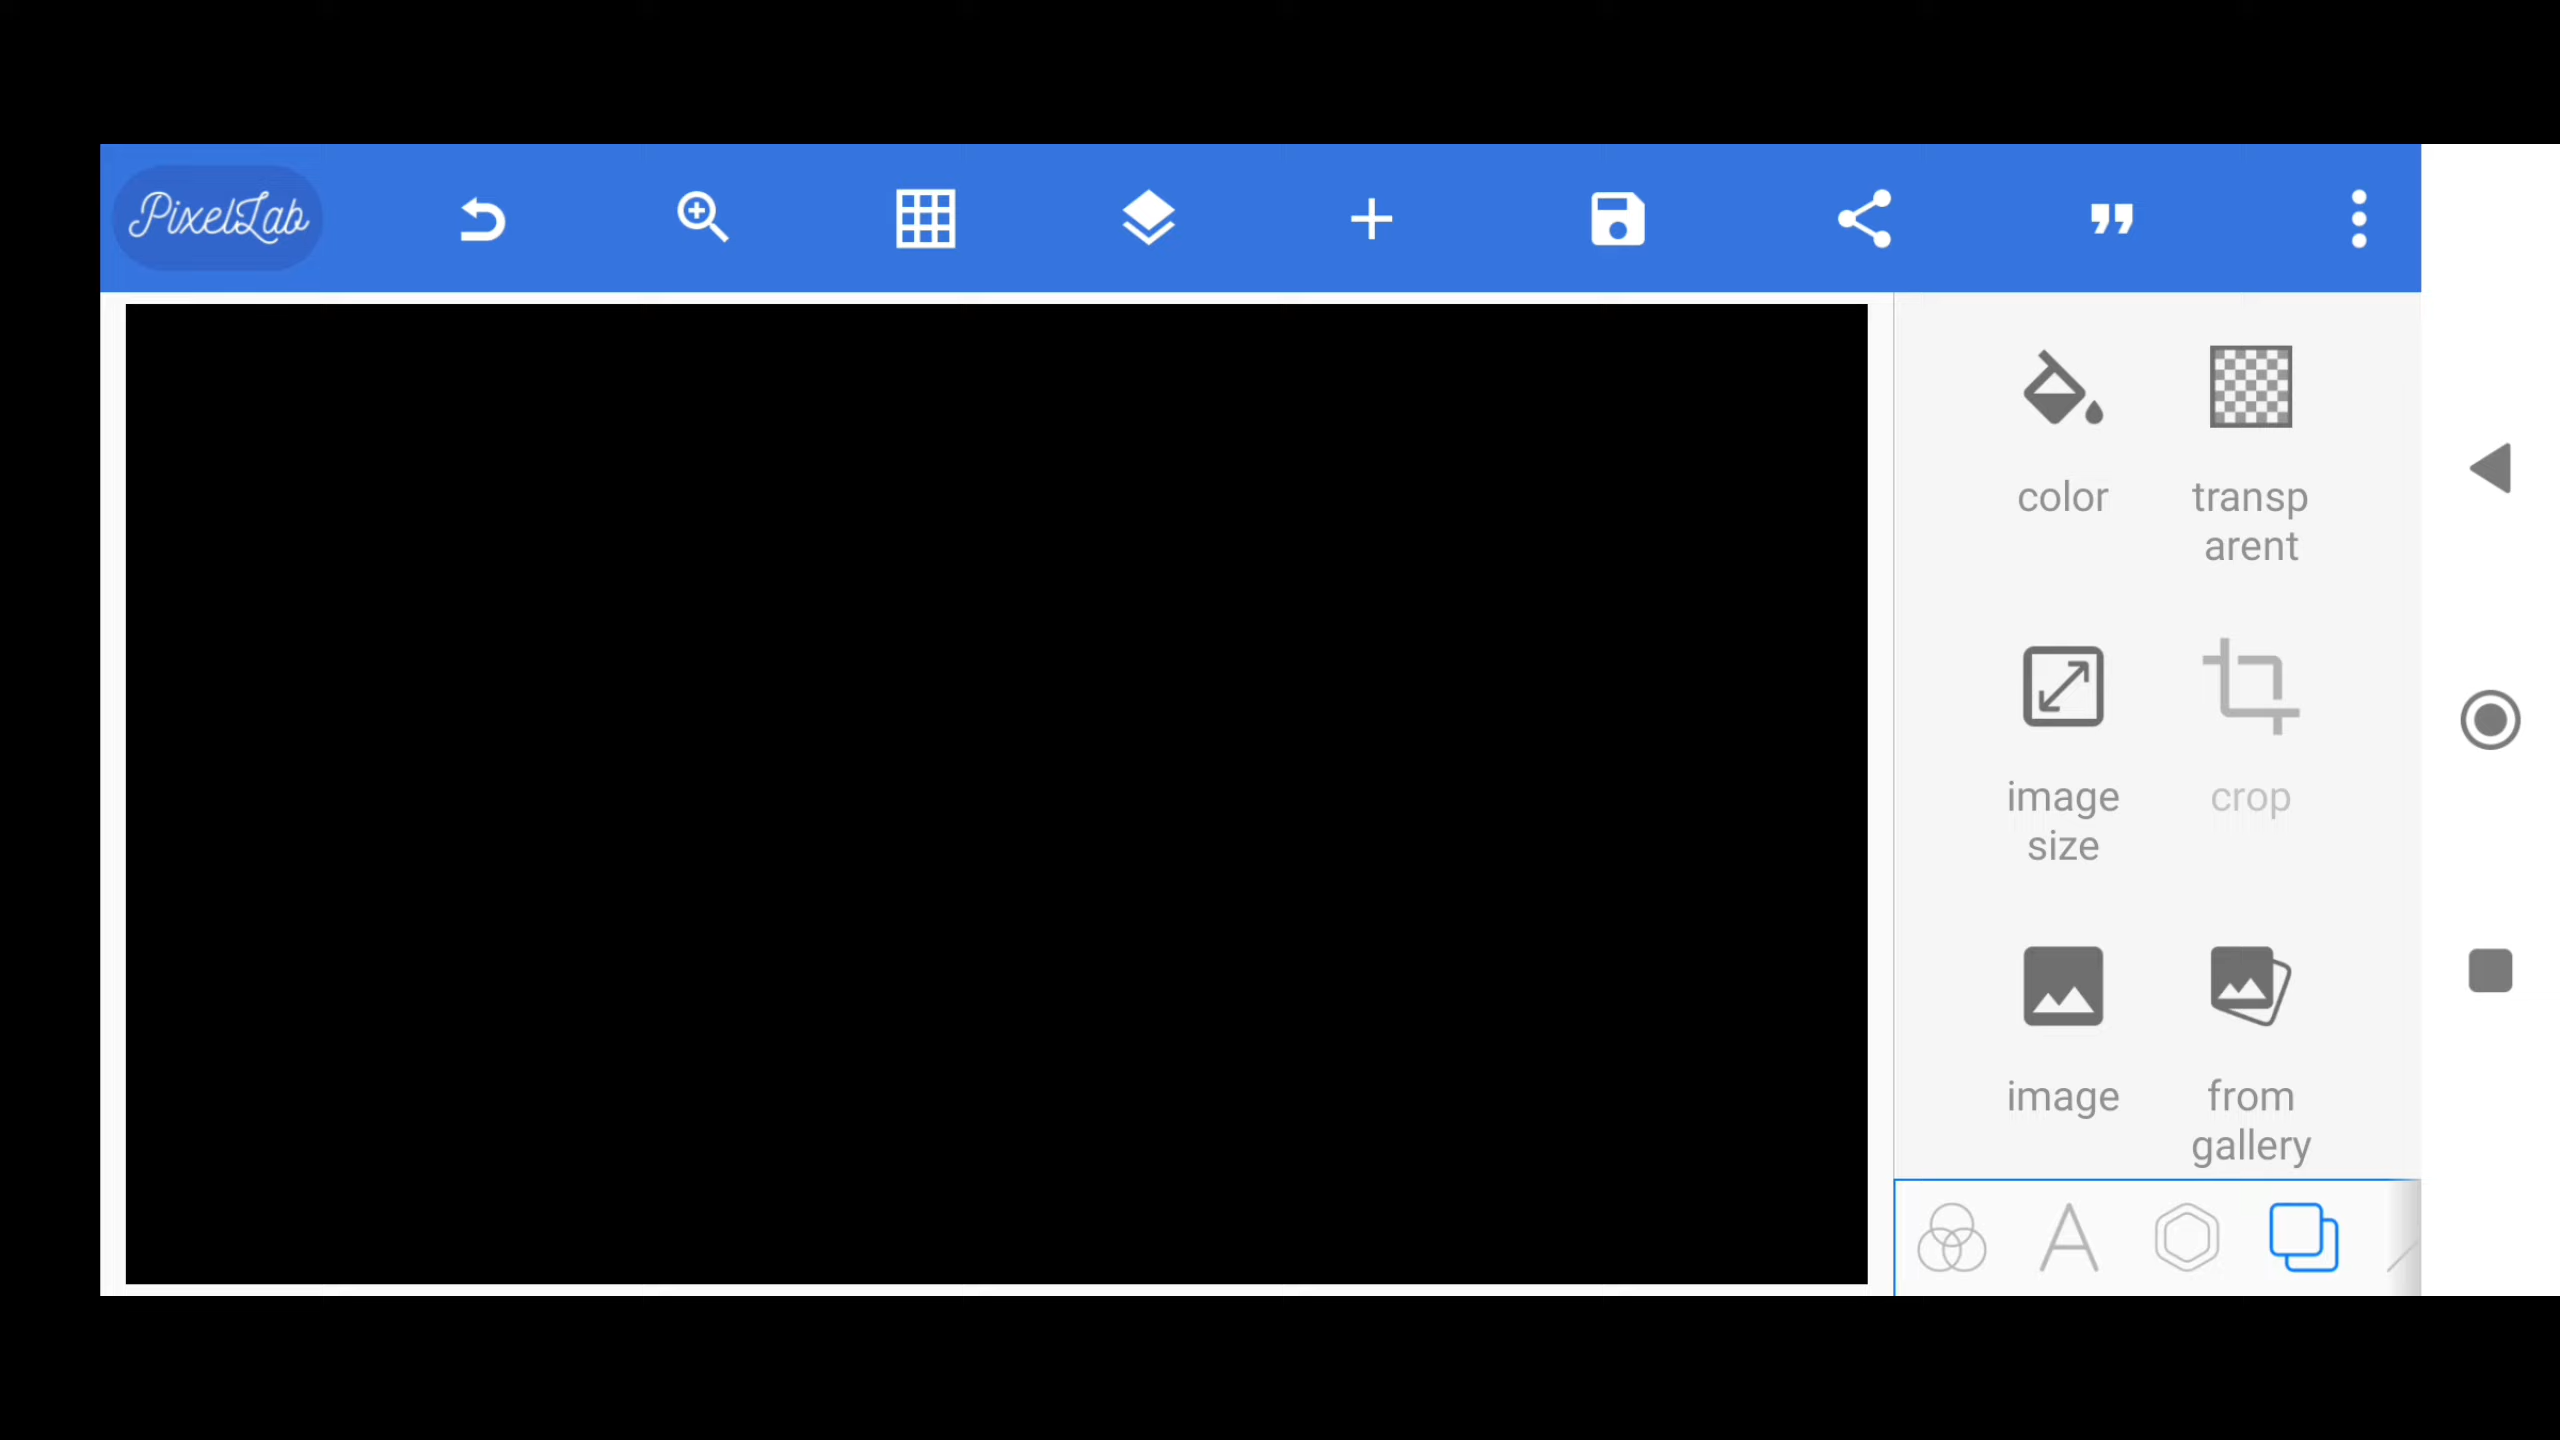 PixelLab
color
transp
arent
image
size
crop
image
from
gallery